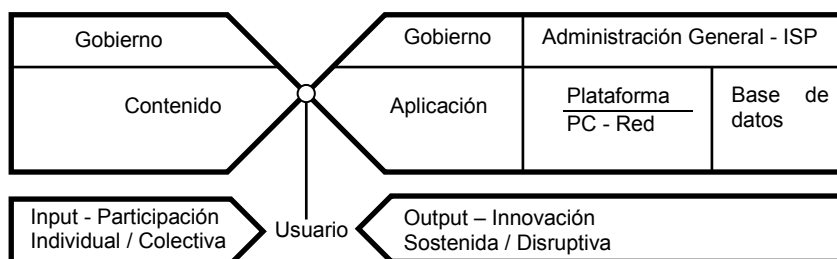 Gobierno
Gobierno
Administración General - ISP
Contenido
Aplicación
Plataforma
PC - Red
Base de
datos
Input - Participación
Individual / Colectiva
Usuario
Output – Innovación
Sostenida / Disruptiva